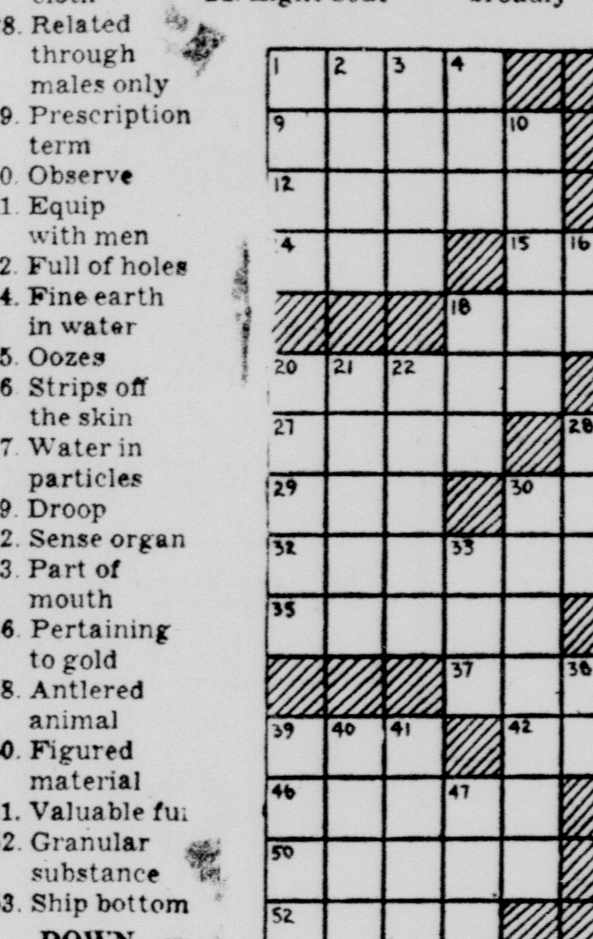 8. Related
through
males only
9. Prescription
term
0. Observe
1. Equip
with men
2. Full of holes
4. Fine earth
in water
5. Oozes
6 Strips off
the skin
7. Water in
particles
9. Droop
2. Sense organ
3. Part of
mouth
6. Pertaining
to gold
8. Antlered
animal
0. Figured
material
1. Valuable fu
2. Granular
substance
3. Ship bottom
DOWN
1 2 3 4
9 10
12
4 15 16
18
20 21 22
27 28
29 30
32 33
35
37 38
39 40 41 42
46 47
50
52